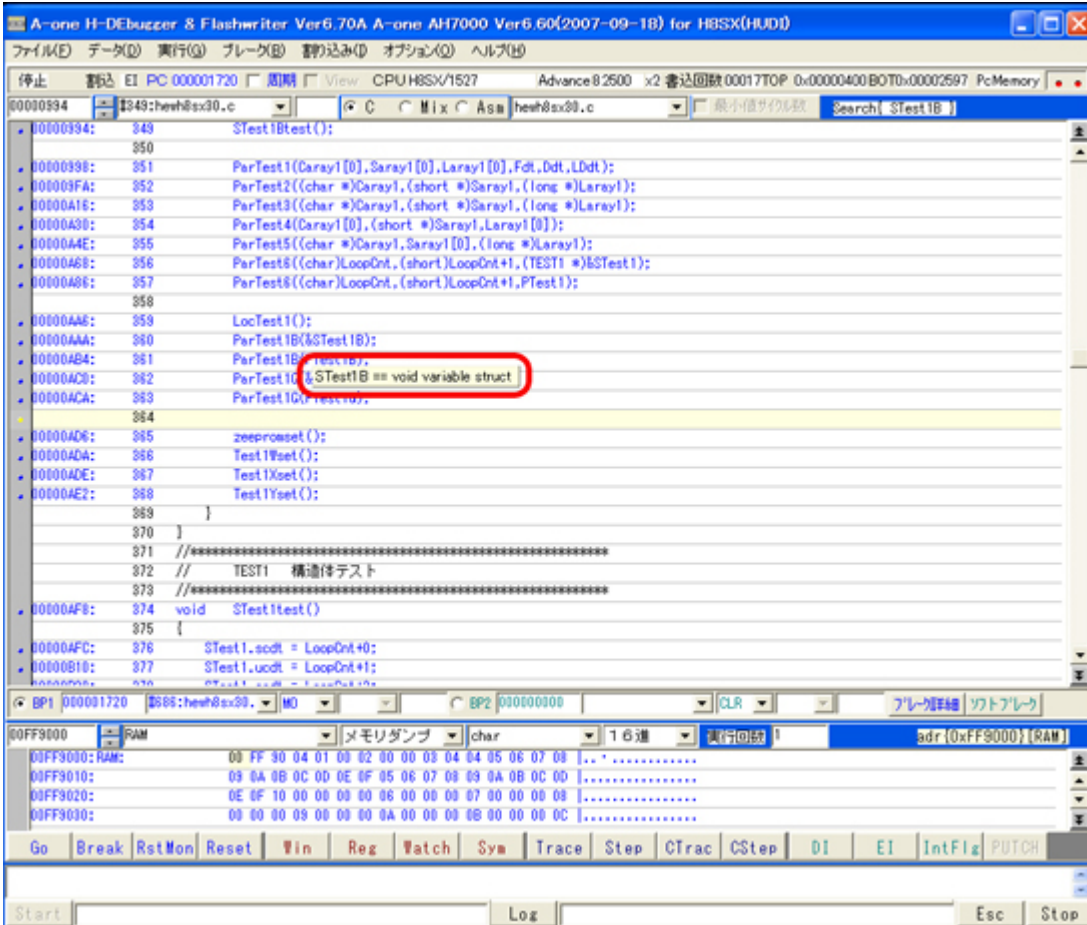 A-one H-DEbugger & Flashwriter Ver6.70A A-one AH7000 Ver6.60(2007-09-18) for H8SX(HUDI)
ファイル(F) データ(D) 実行(G) ブレーク(B) 割り込み(I) オプション(O) ヘルプ(H)
停止 割込 EI PC 000001720 周期 View CPU H8SX/1527 Advance 8 2500 x2 書込回数 00017 TOP 0x00000400 BOT0x00002597 PcMemory
00000994 $349:hewh8sx30.c C Mix Asm hewh8sx30.c 最小値サイクル数 Search[ STest1B ]
00000994: 349 STest1Btest();
350
00000998: 351 ParTest1(Caray1[0],Saray1[0],Laray1[0],Fdt,Ddt,LDdt);
000009FA: 352 ParTest2((char *)Caray1,(short *)Saray1,(long *)Laray1);
00000A16: 353 ParTest3((char *)Caray1,(short *)Saray1,(long *)Laray1);
00000A30: 354 ParTest4(Caray1[0],(short *)Saray1,Laray1[0]);
00000A4E: 355 ParTest5((char *)Caray1,Saray1[0],(long *)Laray1);
00000A68: 356 ParTest6((char)LoopCnt,(short)LoopCnt+1,(TEST1 *)&STest1);
00000A86: 357 ParTest6((char)LoopCnt,(short)LoopCnt+1,PTest1);
358
00000AA6: 359 LocTest1();
00000AAA: 360 ParTest1B(&STest1B);
00000AB4: 361 ParTest1B(PTest1B);
00000AC0: 362 ParTest1G(& STest1B == void variable struct
00000ACA: 363 ParTest1G(PTest1G);
364
00000AD6: 365 zeepromset();
00000ADA: 366 Test1Wset();
00000ADE: 367 Test1Xset();
00000AE2: 368 Test1Yset();
369 }
370 }
371 //**********************************************************
372 // TEST1 構造体テスト
373 //**********************************************************
00000AF8: 374 void STest1test()
375 {
00000AFC: 376 STest1.scdt = LoopCnt+0;
00000B10: 377 STest1.ucdt = LoopCnt+1;
BP1 000001720 $686:hewh8sx30. MO BP2 000000000 CLR ブレーク詳細 ソフトブレーク
00FF9000 RAM メモリダンプ char 16進 実行回数 1 adr{0xFF9000}[RAM]
00FF9000:RAM: 00 FF 90 04 01 00 02 00 00 03 04 04 05 06 07 08
00FF9010: 09 0A 0B 0C 0D 0E 0F 05 06 07 08 09 0A 0B 0C 0D
00FF9020: 0E 0F 10 00 00 00 00 06 00 00 00 07 00 00 00 08
00FF9030: 00 00 00 09 00 00 00 0A 00 00 00 0B 00 00 00 0C
Go Break RstMon Reset Win Reg Watch Sym Trace Step CTrac CStep DI EI IntFlg PUTCH
Start Log Esc Stop